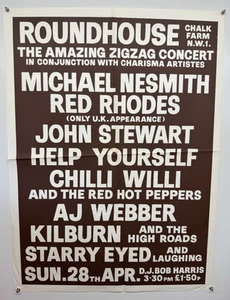 ROUNDHOUSE CHALK FARM N.W.1.
THE AMAZING ZIGZAG CONCERT
IN CONJUNCTION WITH CHARISMA ARTISTES
MICHAEL NESMITH
RED RHODES
(ONLY U.K. APPEARANCE)
JOHN STEWART
HELP YOURSELF
CHILLI WILLI
AND THE RED HOT PEPPERS
AJ WEBBER
KILBURN AND THE HIGH ROADS
STARRY EYED AND LAUGHING
SUN. 28TH APR. D.J. BOB HARRIS
3·30 PM £1·50P